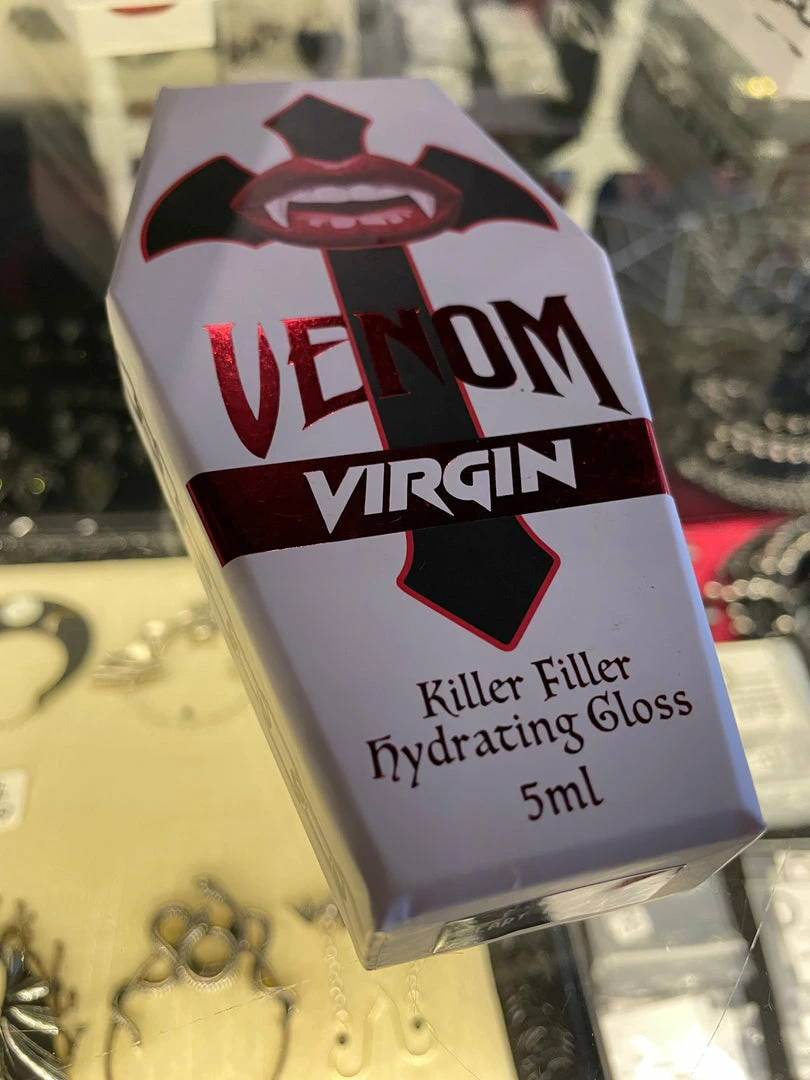 VENOM
VIRGIN
Killer Filler
Hydrating Gloss
5ml